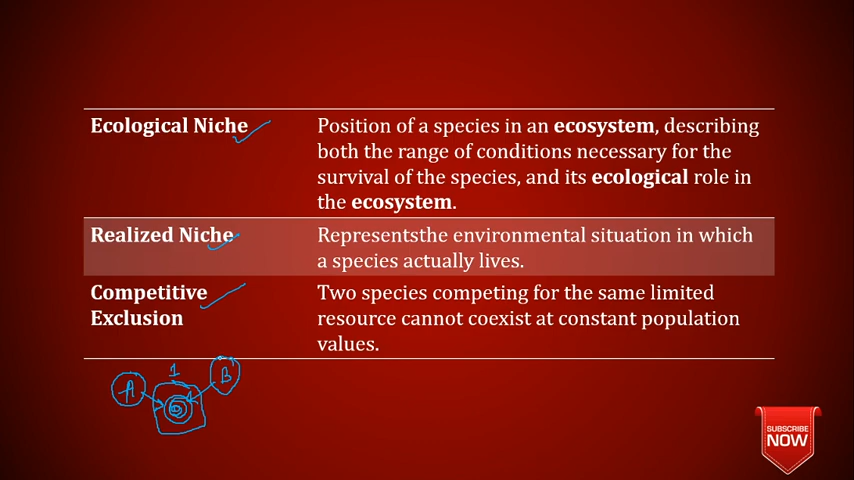 Ecological Niche
Position of a species in an ecosystem, describing
both the range of conditions necessary for the
survival of the species, and its ecological role in
the ecosystem.
Realized Niche
Representsthe environmental situation in which
a species actually lives.
Competitive
Exclusion
Two species competing for the same limited
resource cannot coexist at constant population
values.
1
A
B
SUBSCRIBE
NOW